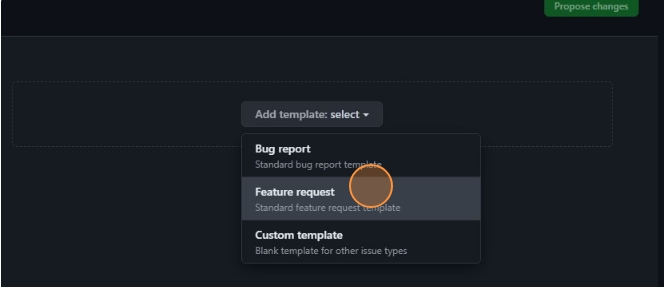 Propose changes
Add template: select
Bug report
Standard bug report template
Feature request
Standard feature request template
Custom template
Blank template for other issue types